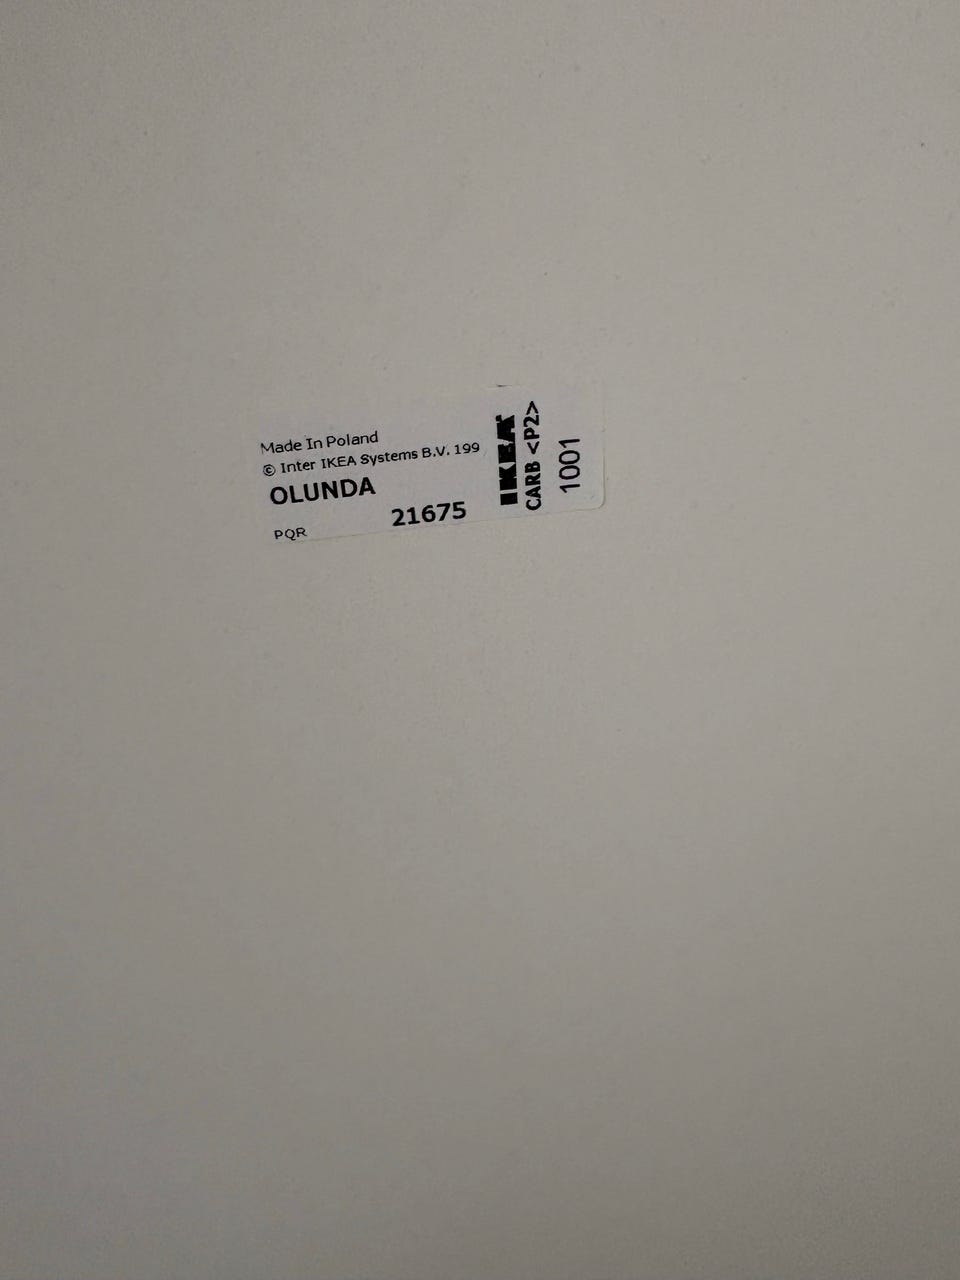 Made In Poland
© Inter IKEA Systems B.V. 199
OLUNDA
PQR
21675
IKEA
CARB <P2>
1001